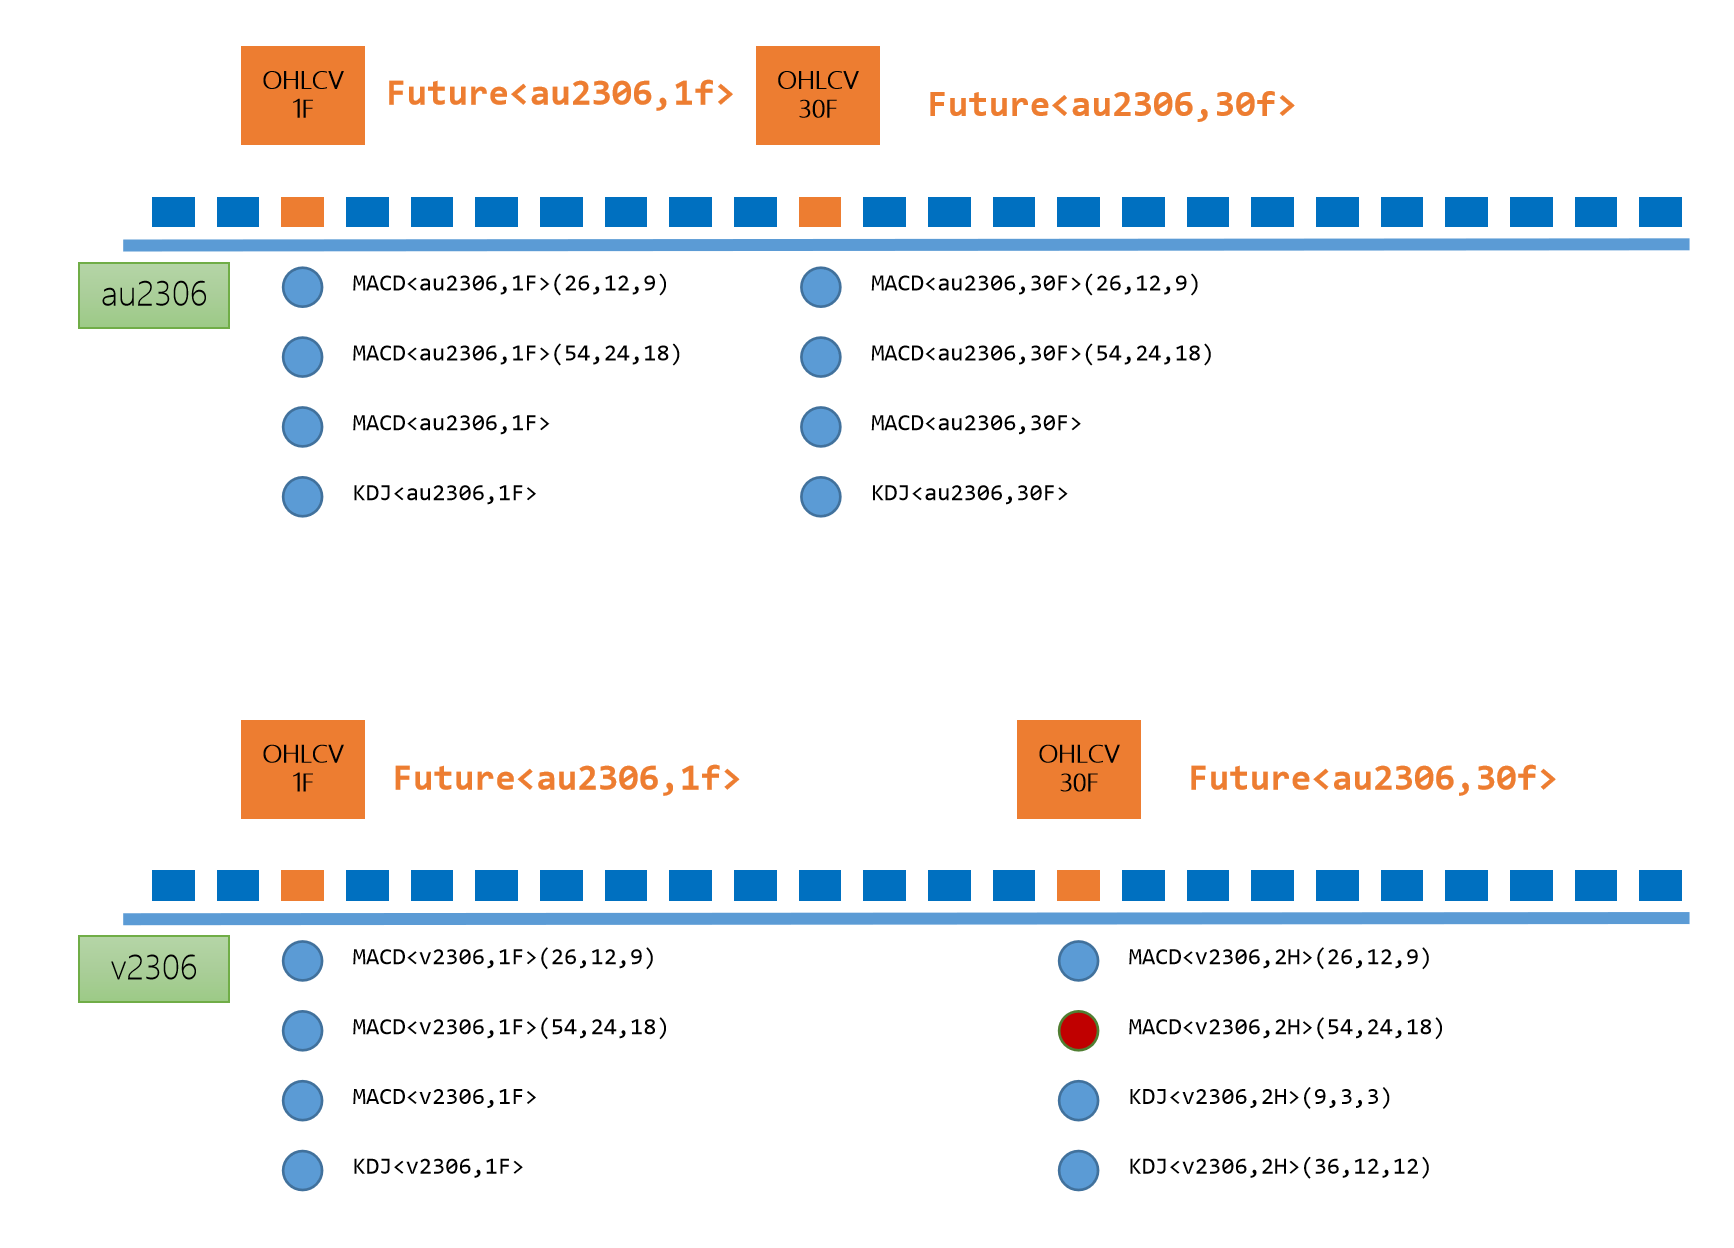 OHLCV
1F
Future<au2306,1f>
OHLCV
30F
Future<au2306,30f>
au2306
MACD<au2306,1F>(26,12,9)
MACD<au2306,30F>(26,12,9)
MACD<au2306,1F>(54,24,18)
MACD<au2306,30F>(54,24,18)
MACD<au2306,1F>
MACD<au2306,30F>
KDJ<au2306,1F>
KDJ<au2306,30F>
OHLCV
1F
Future<au2306,1f>
OHLCV
30F
Future<au2306,30f>
v2306
MACD<v2306,1F>(26,12,9)
MACD<v2306,2H>(26,12,9)
MACD<v2306,1F>(54,24,18)
MACD<v2306,2H>(54,24,18)
MACD<v2306,1F>
KDJ<v2306,2H>(9,3,3)
KDJ<v2306,1F>
KDJ<v2306,2H>(36,12,12)